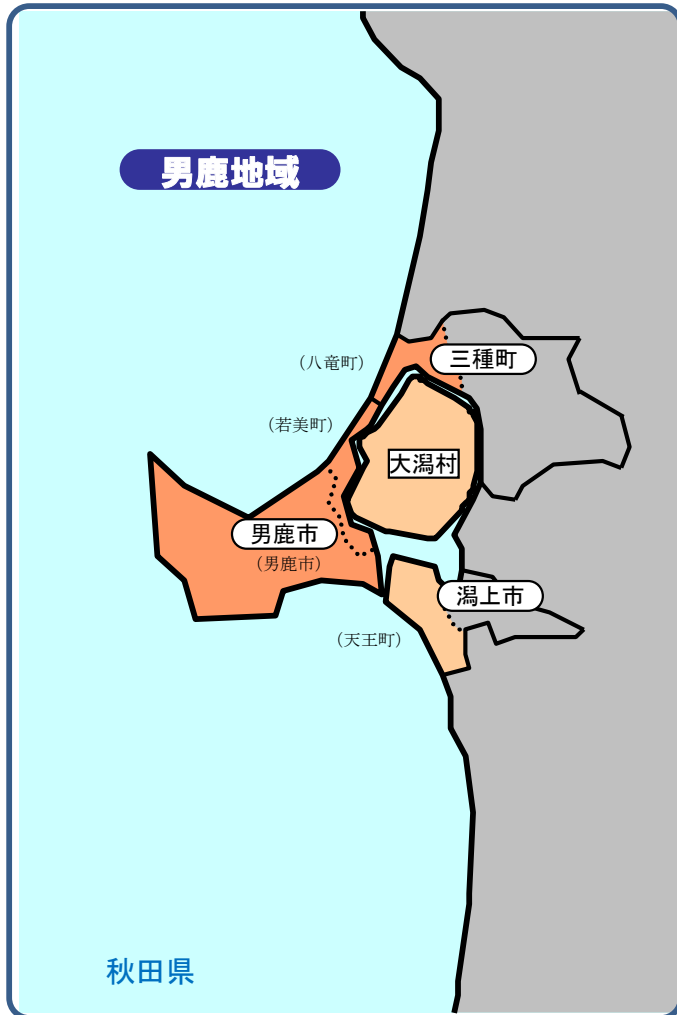 男鹿地域
三種町
（八竜町）
（若美町）
大潟村
男鹿市
（男鹿市）
潟上市
（天王町）
秋田県